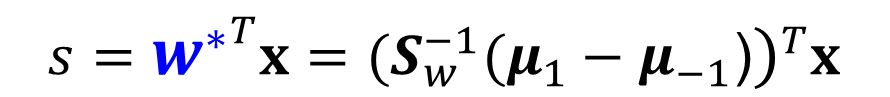 s = w*ᵀx = (S_w⁻¹(μ₁ − μ₋₁))ᵀx